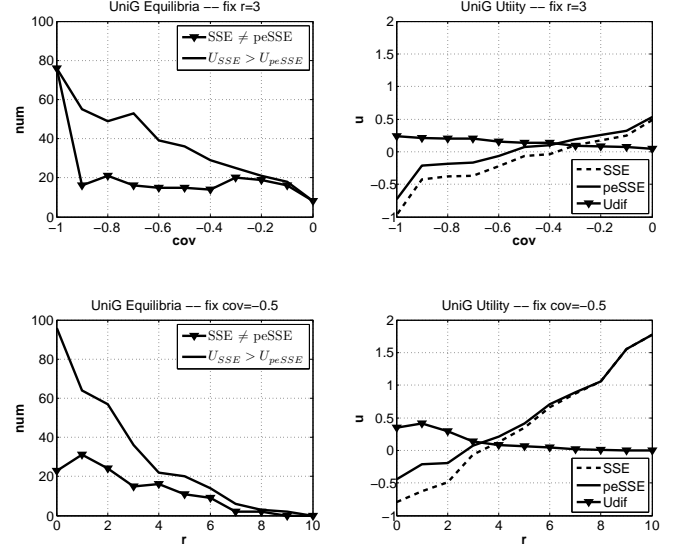 UniG Equilibria −− fix r=3
100
80
60
40
20
0
num
−1 −0.8 −0.6 −0.4 −0.2 0
cov
SSE ≠ peSSE
U_SSE > U_peSSE
UniG Utiity −− fix r=3
2
1.5
1
0.5
0
−0.5
−1
u
−1 −0.8 −0.6 −0.4 −0.2 0
cov
SSE
peSSE
Udif
UniG Equilibria −− fix cov=−0.5
100
80
60
40
20
0
num
0 2 4 6 8 10
r
SSE ≠ peSSE
U_SSE > U_peSSE
UniG Utility −− fix cov=−0.5
2
1.5
1
0.5
0
−0.5
−1
u
0 2 4 6 8 10
r
SSE
peSSE
Udif